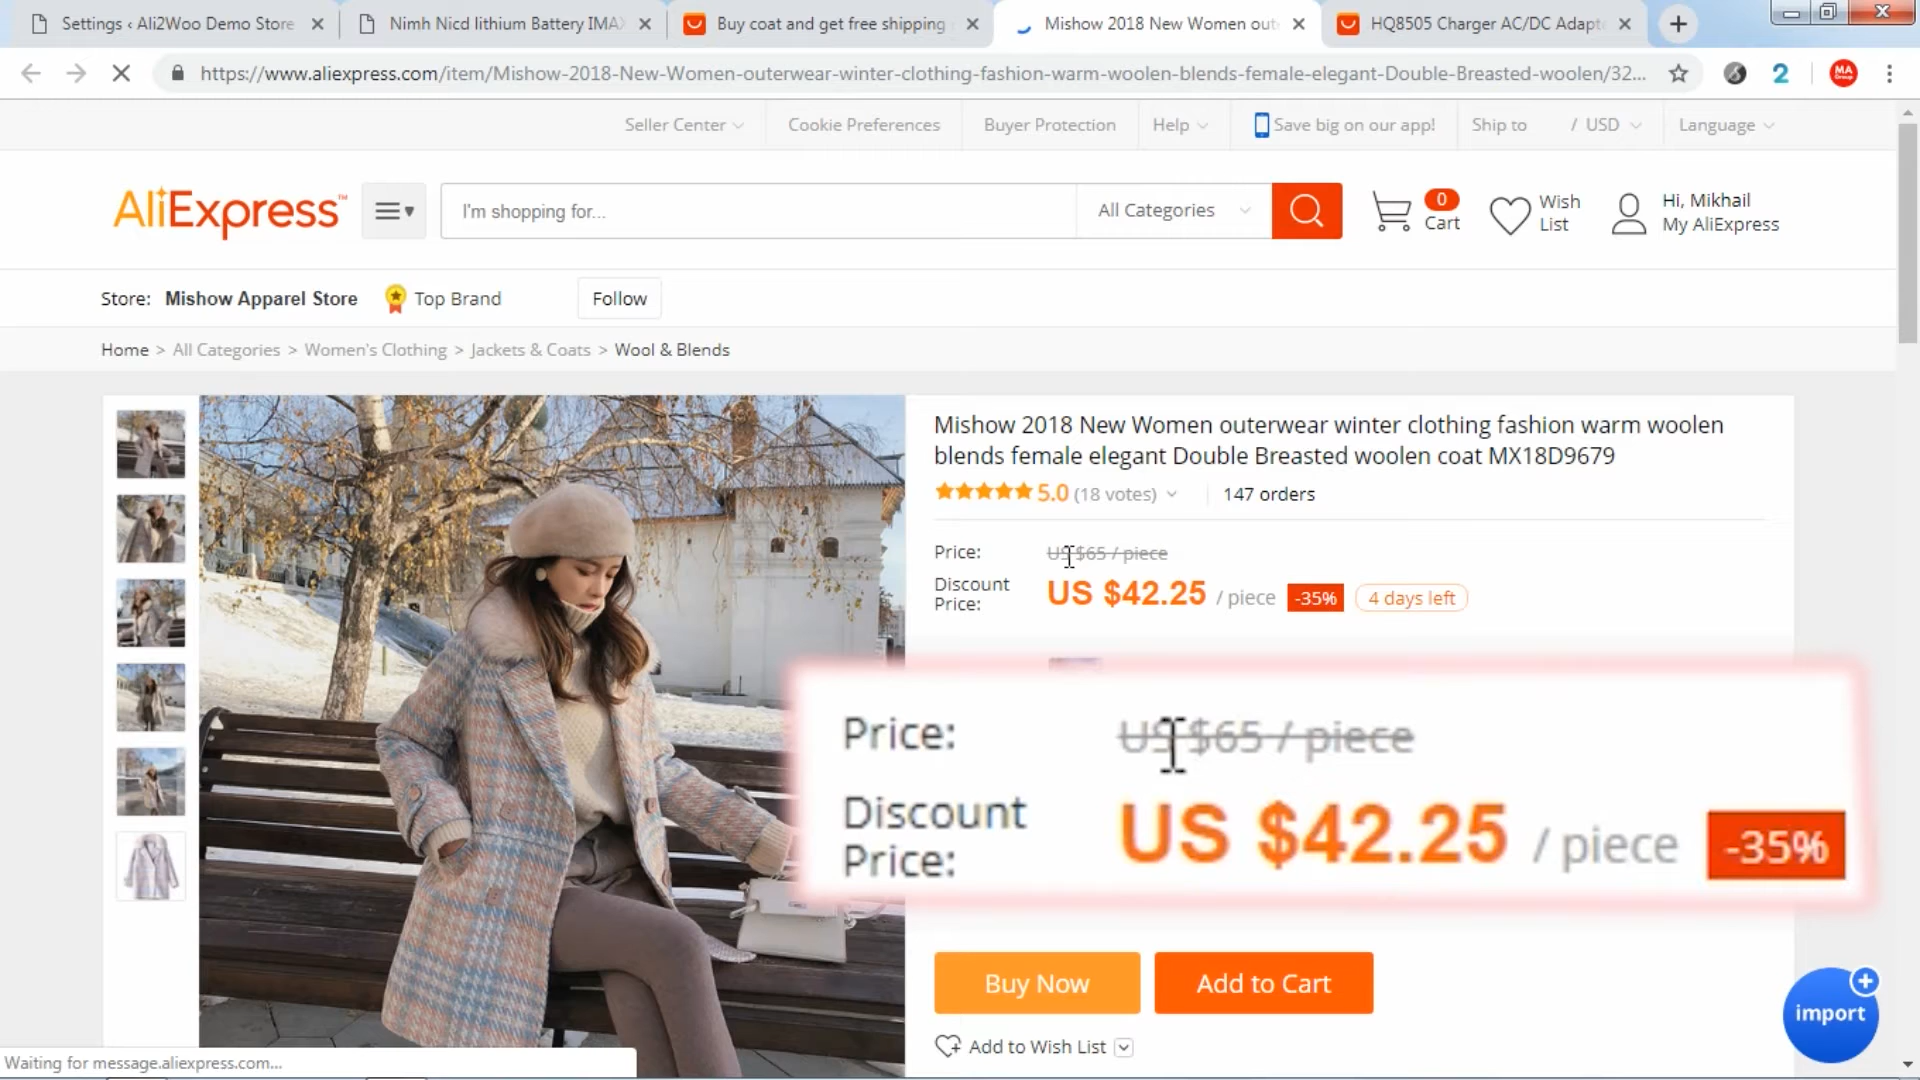 Settings ‹ Ali2Woo Demo Store
Nimh Nicd lithium Battery IMAX
Buy coat and get free shipping
Mishow 2018 New Women out
HQ8505 Charger AC/DC Adapt
https://www.aliexpress.com/item/Mishow-2018-New-Women-outerwear-winter-clothing-fashion-warm-woolen-blends-female-elegant-Double-Breasted-woolen/32...
2
MA
Group
Seller Center
Cookie Preferences
Buyer Protection
Help
Save big on our app!
Ship to
/ USD
Language
AliExpress™
I'm shopping for...
All Categories
0
Cart
Wish
List
Hi, Mikhail
My AliExpress
Store: Mishow Apparel Store
Top Brand
Follow
Home > All Categories > Women's Clothing > Jackets & Coats > Wool & Blends
Mishow 2018 New Women outerwear winter clothing fashion warm woolen
blends female elegant Double Breasted woolen coat MX18D9679
5.0 (18 votes)
147 orders
Price: US $65 / piece
Discount
Price:
US $42.25 / piece -35% 4 days left
Price: US $65 / piece
Discount
Price:
US $42.25 / piece -35%
Buy Now
Add to Cart
import
Add to Wish List
Waiting for message.aliexpress.com...